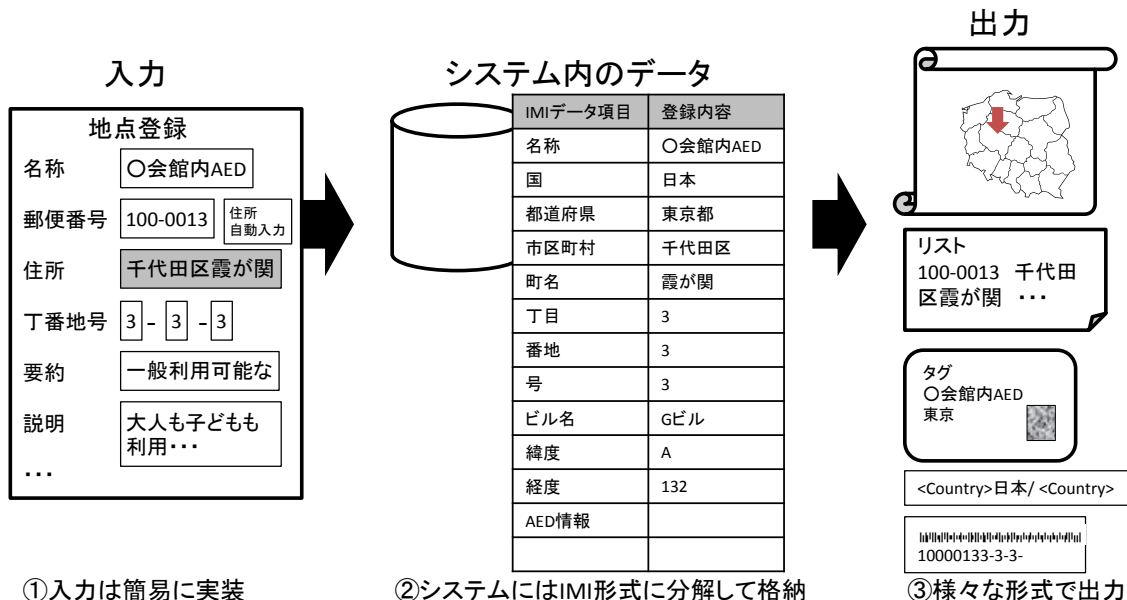 入力
地点登録
名称 〇会館内AED
郵便番号 100-0013 住所
自動入力
住所 千代田区霞が関
丁番地号 3 - 3 - 3
要約 一般利用可能な
説明 大人も子どもも
利用・・・
・・・
①入力は簡易に実装
システム内のデータ
IMIデータ項目 登録内容
名称 〇会館内AED
国 日本
都道府県 東京都
市区町村 千代田区
町名 霞が関
丁目 3
番地 3
号 3
ビル名 Gビル
緯度 A
経度 132
AED情報
②システムにはIMI形式に分解して格納
出力
リスト
100-0013 千代田
区霞が関 ・・・
タグ
〇会館内AED
東京
<Country>日本/ <Country>
10000133-3-3-
③様々な形式で出力